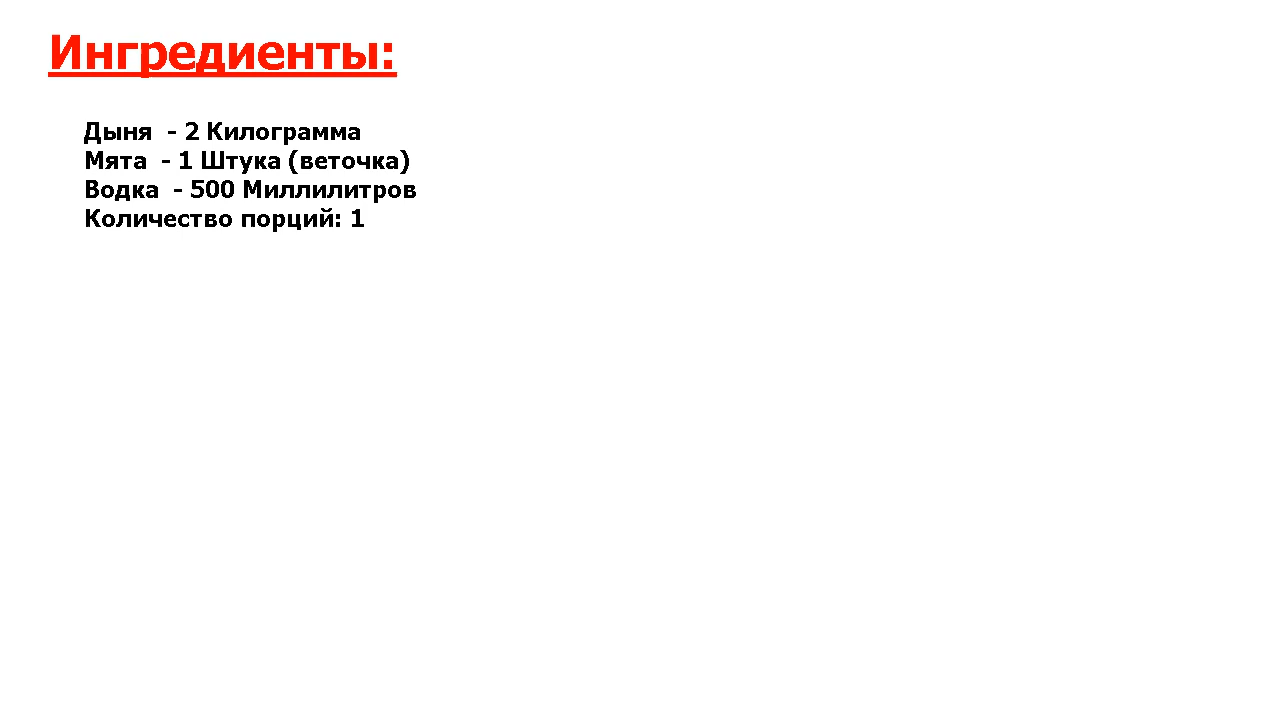 Ингредиенты:
Дыня  - 2 Килограмма
Мята  - 1 Штука (веточка)
Водка  - 500 Миллилитров
Количество порций: 1